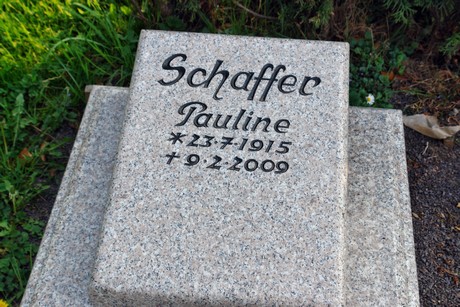 Schaffer
Pauline
* 23·7·1915
† 9·2·2009